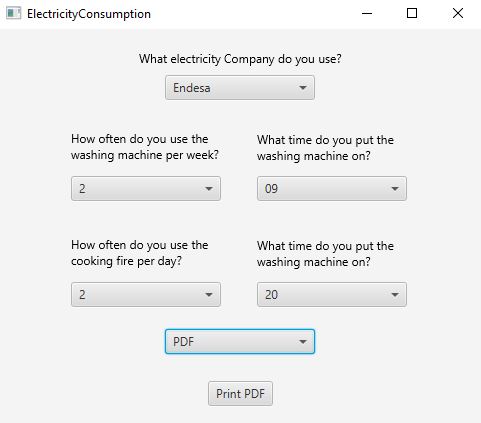 ElectricityConsumption
What electricity Company do you use?
Endesa
How often do you use the
washing machine per week?
What time do you put the
washing machine on?
2
09
How often do you use the
cooking fire per day?
What time do you put the
washing machine on?
2
20
PDF
Print PDF